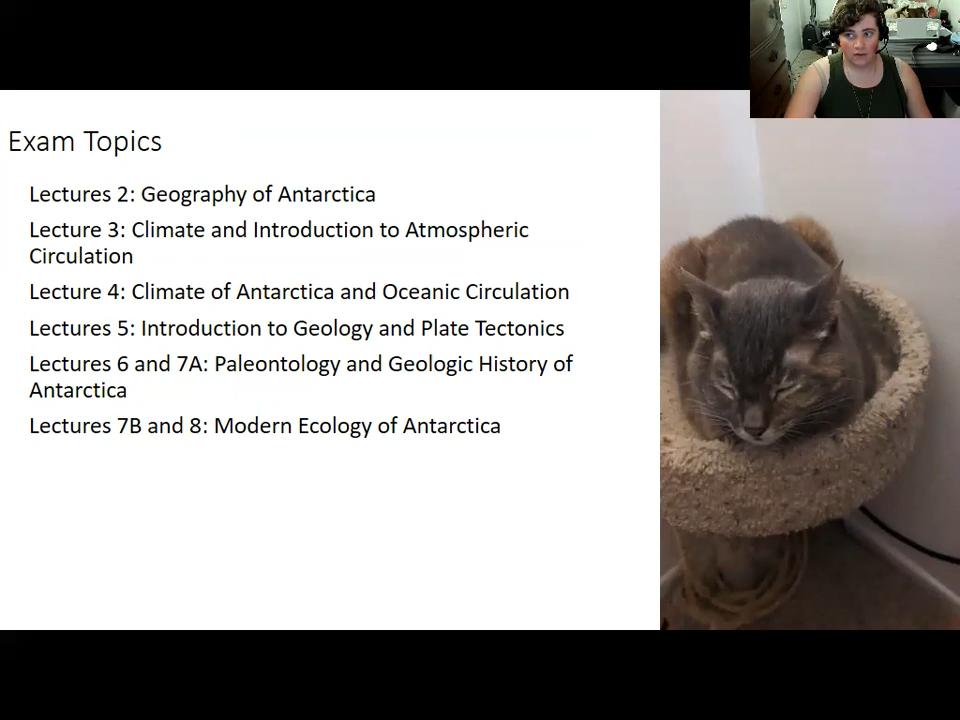 Exam Topics
Lectures 2: Geography of Antarctica
Lecture 3: Climate and Introduction to Atmospheric
Circulation
Lecture 4: Climate of Antarctica and Oceanic Circulation
Lectures 5: Introduction to Geology and Plate Tectonics
Lectures 6 and 7A: Paleontology and Geologic History of
Antarctica
Lectures 7B and 8: Modern Ecology of Antarctica